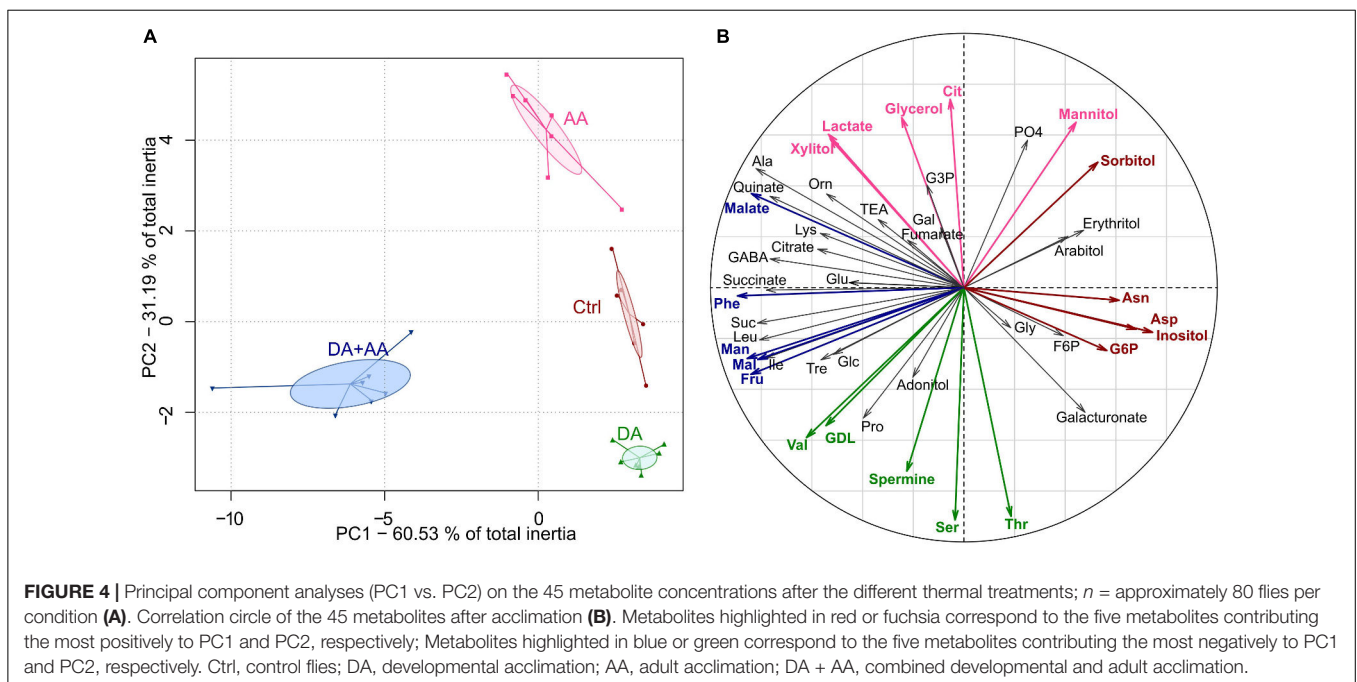 A
B
AA
Ctrl
DA+AA
DA
4
2
0
−2
−10
−5
0
PC2 − 31.19 % of total inertia
PC1 − 60.53 % of total inertia
Cit
Glycerol
Mannitol
Lactate
PO4
Xylitol
Sorbitol
Ala
G3P
Quinate
Orn
Malate
TEA
Gal
Erythritol
Lys
Fumarate
Arabitol
Citrate
GABA
Succinate
Glu
Phe
Asn
Suc
Gly
Asp
Leu
F6P
Inositol
Man
G6P
Mal
Ile
Tre
Glc
Fru
Adonitol
Galacturonate
Pro
Val
GDL
Spermine
Ser
Thr
FIGURE 4 | Principal component analyses (PC1 vs. PC2) on the 45 metabolite concentrations after the different thermal treatments; n = approximately 80 flies per
condition (A). Correlation circle of the 45 metabolites after acclimation (B). Metabolites highlighted in red or fuchsia correspond to the five metabolites contributing
the most positively to PC1 and PC2, respectively; Metabolites highlighted in blue or green correspond to the five metabolites contributing the most negatively to PC1
and PC2, respectively. Ctrl, control flies; DA, developmental acclimation; AA, adult acclimation; DA + AA, combined developmental and adult acclimation.